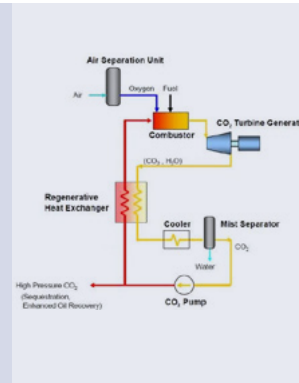 Air Separation Unit
Oxygen Fuel
Air
CO₂ Turbine Generat
Combustor
(CO₂, H₂O)
Regenerative
Heat Exchanger
Cooler
Mist Separator
CO₂
Water
High Pressure CO₂
(Sequestration,
Enhanced Oil Recovery)
CO₂ Pump